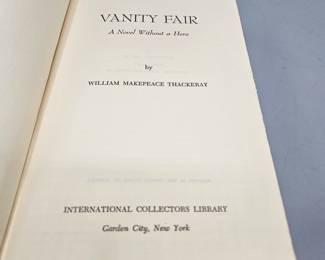 VANITY FAIR
A Novel Without a Hero
by
WILLIAM MAKEPEACE THACKERAY
INTERNATIONAL COLLECTORS LIBRARY
Garden City, New York